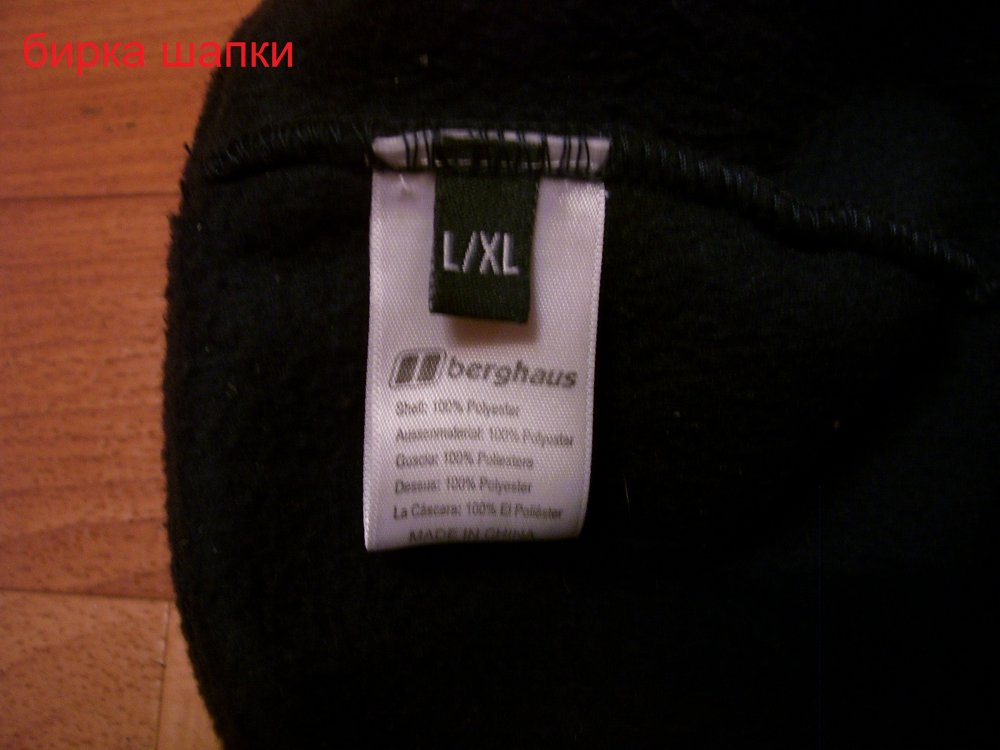 бирка шапки
L/XL
berghaus
Shell: 100% Polyester
Aussenmaterial: 100% Polyester
Guscio: 100% Poliestere
Dessus: 100% Polyester
La Cáscara: 100% El Poliéster
MADE IN CHINA